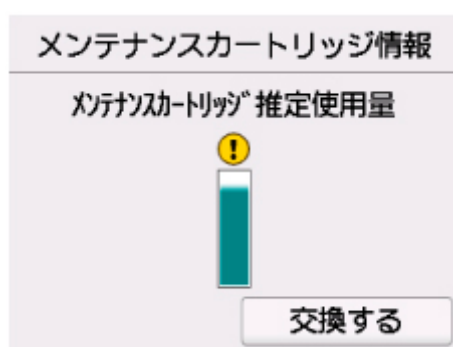 メンテナンスカートリッジ情報
ﾒﾝﾃﾅﾝｽｶｰﾄﾘｯｼﾞ推定使用量
交換する